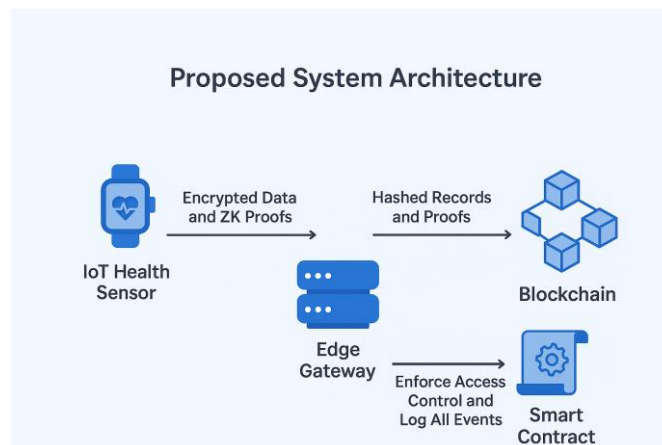 Proposed System Architecture
Encrypted Data
and ZK Proofs
Hashed Records
and Proofs
IoT Health
Sensor
Blockchain
Edge
Gateway
Enforce Access
Control and
Log All Events
Smart
Contract